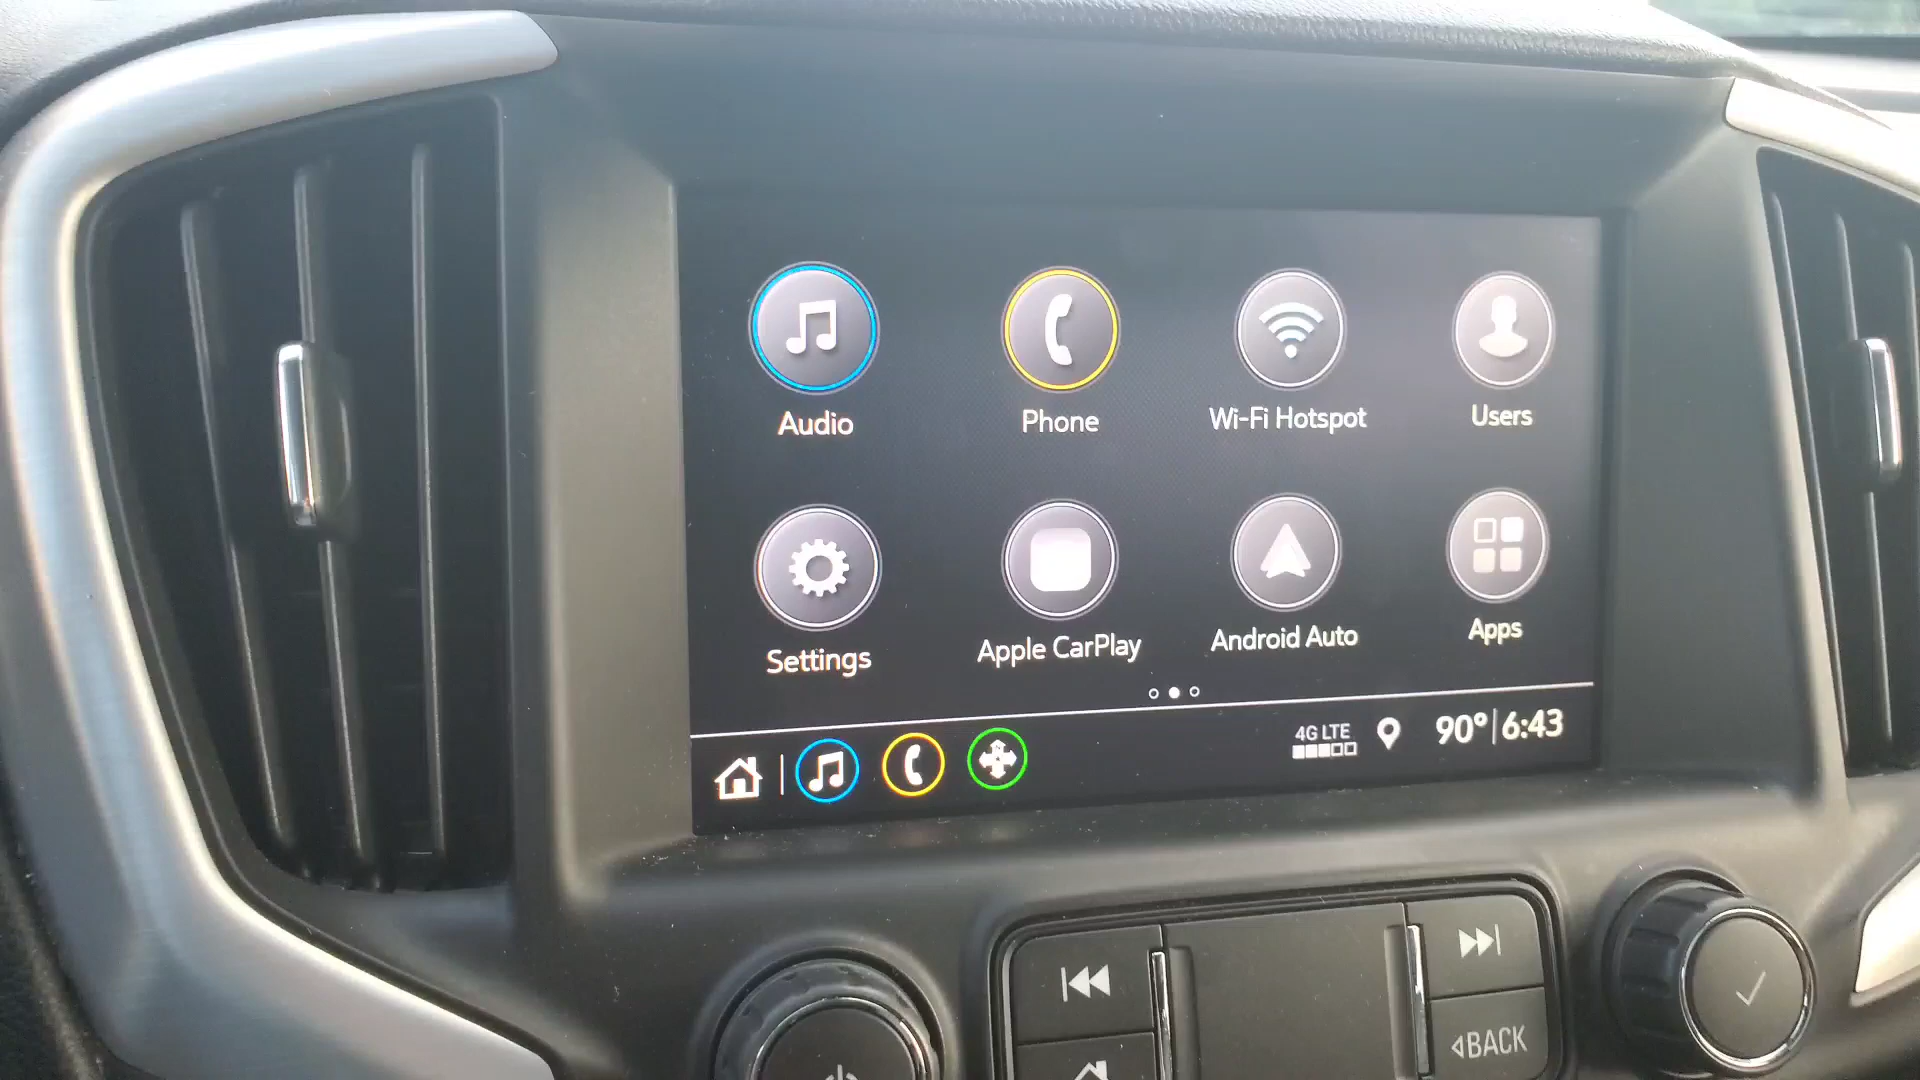 Audio Phone Wi-Fi Hotspot Users
Settings Apple CarPlay Android Auto Apps
4G LTE 90° 6:43
N
BACK